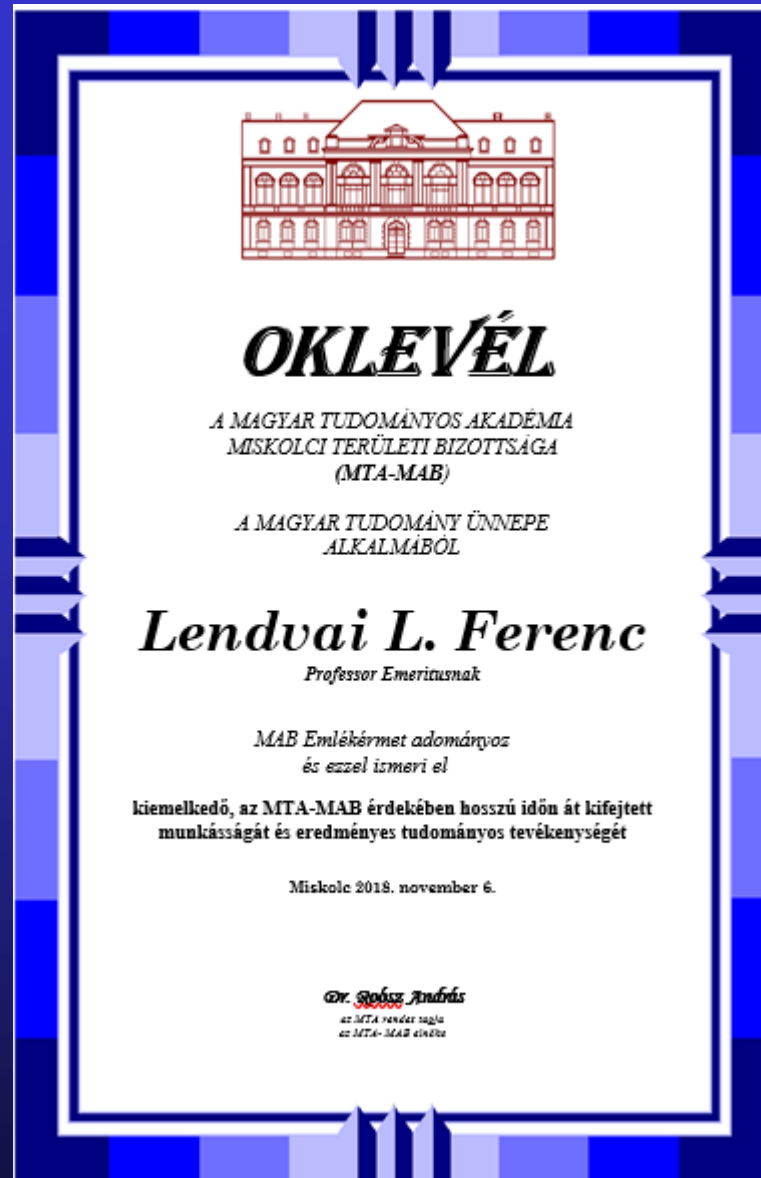 OKLEVÉL
A MAGYAR TUDOMÁNYOS AKADÉMIA
MISKOLCI TERÜLETI BIZOTTSÁGA
(MTA-MAB)
A MAGYAR TUDOMÁNY ÜNNEPE
ALKALMÁBÓL
Lendvai L. Ferenc
Professor Emeritusnak
MAB Emlékérmet adományoz
és ezzel ismeri el
kiemelkedő, az MTA-MAB érdekében hosszú időn át kifejtett
munkásságát és eredményes tudományos tevékenységét
Miskolc 2018. november 6.
Dr. Roósz András
az MTA rendes tagja
az MTA- MAB elnöke